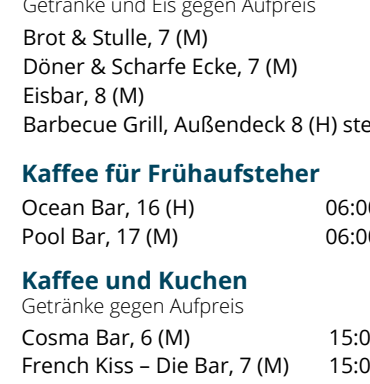 Getränke und Eis gegen Aufpreis
Brot & Stulle, 7 (M)
Döner & Scharfe Ecke, 7 (M)
Eisbar, 8 (M)
Barbecue Grill, Außendeck 8 (H)
Kaffee für Frühaufsteher
Ocean Bar, 16 (H)
Pool Bar, 17 (M)
Kaffee und Kuchen
Getränke gegen Aufpreis
Cosma Bar, 6 (M)
French Kiss – Die Bar, 7 (M)